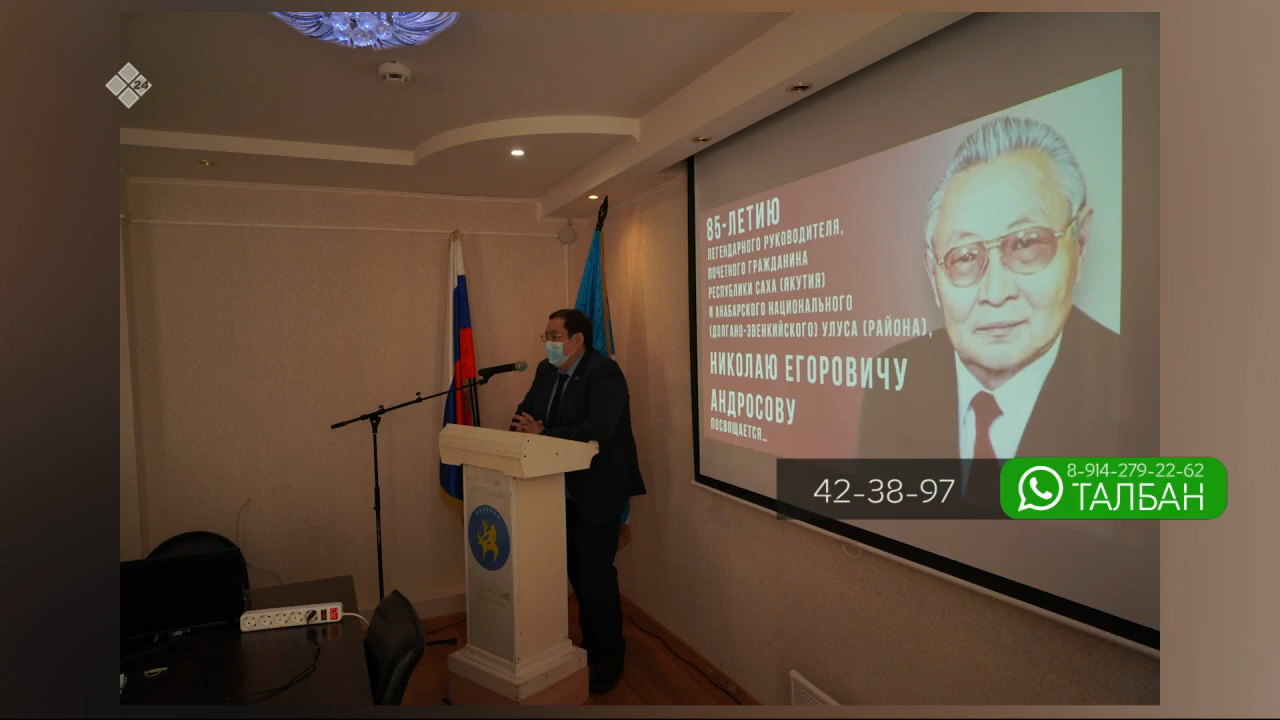 24
85-ЛЕТИЮ
ЛЕГЕНДАРНОГО РУКОВОДИТЕЛЯ,
ПОЧЕТНОГО ГРАЖДАНИНА
РЕСПУБЛИКИ САХА (ЯКУТИЯ)
И АНАБАРСКОГО НАЦИОНАЛЬНОГО
(ДОЛГАНО-ЭВЕНКИЙСКОГО) УЛУСА (РАЙОНА),
НИКОЛАЮ ЕГОРОВИЧУ
АНДРОСОВУ
ПОСВЯЩАЕТСЯ...
42-38-97
8-914-279-22-62
ТАЛБАН